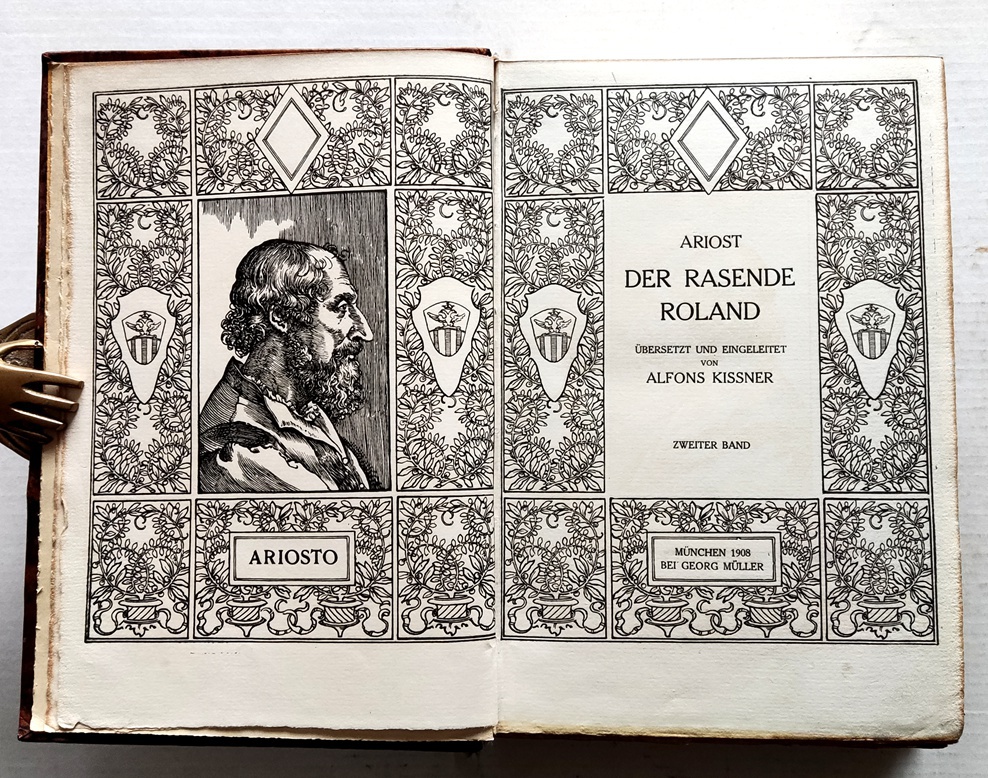 ARIOSTO
ARIOST
DER RASENDE
ROLAND
ÜBERSETZT UND EINGELEITET
VON
ALFONS KISSNER
ZWEITER BAND
MÜNCHEN 1908
BEI GEORG MÜLLER